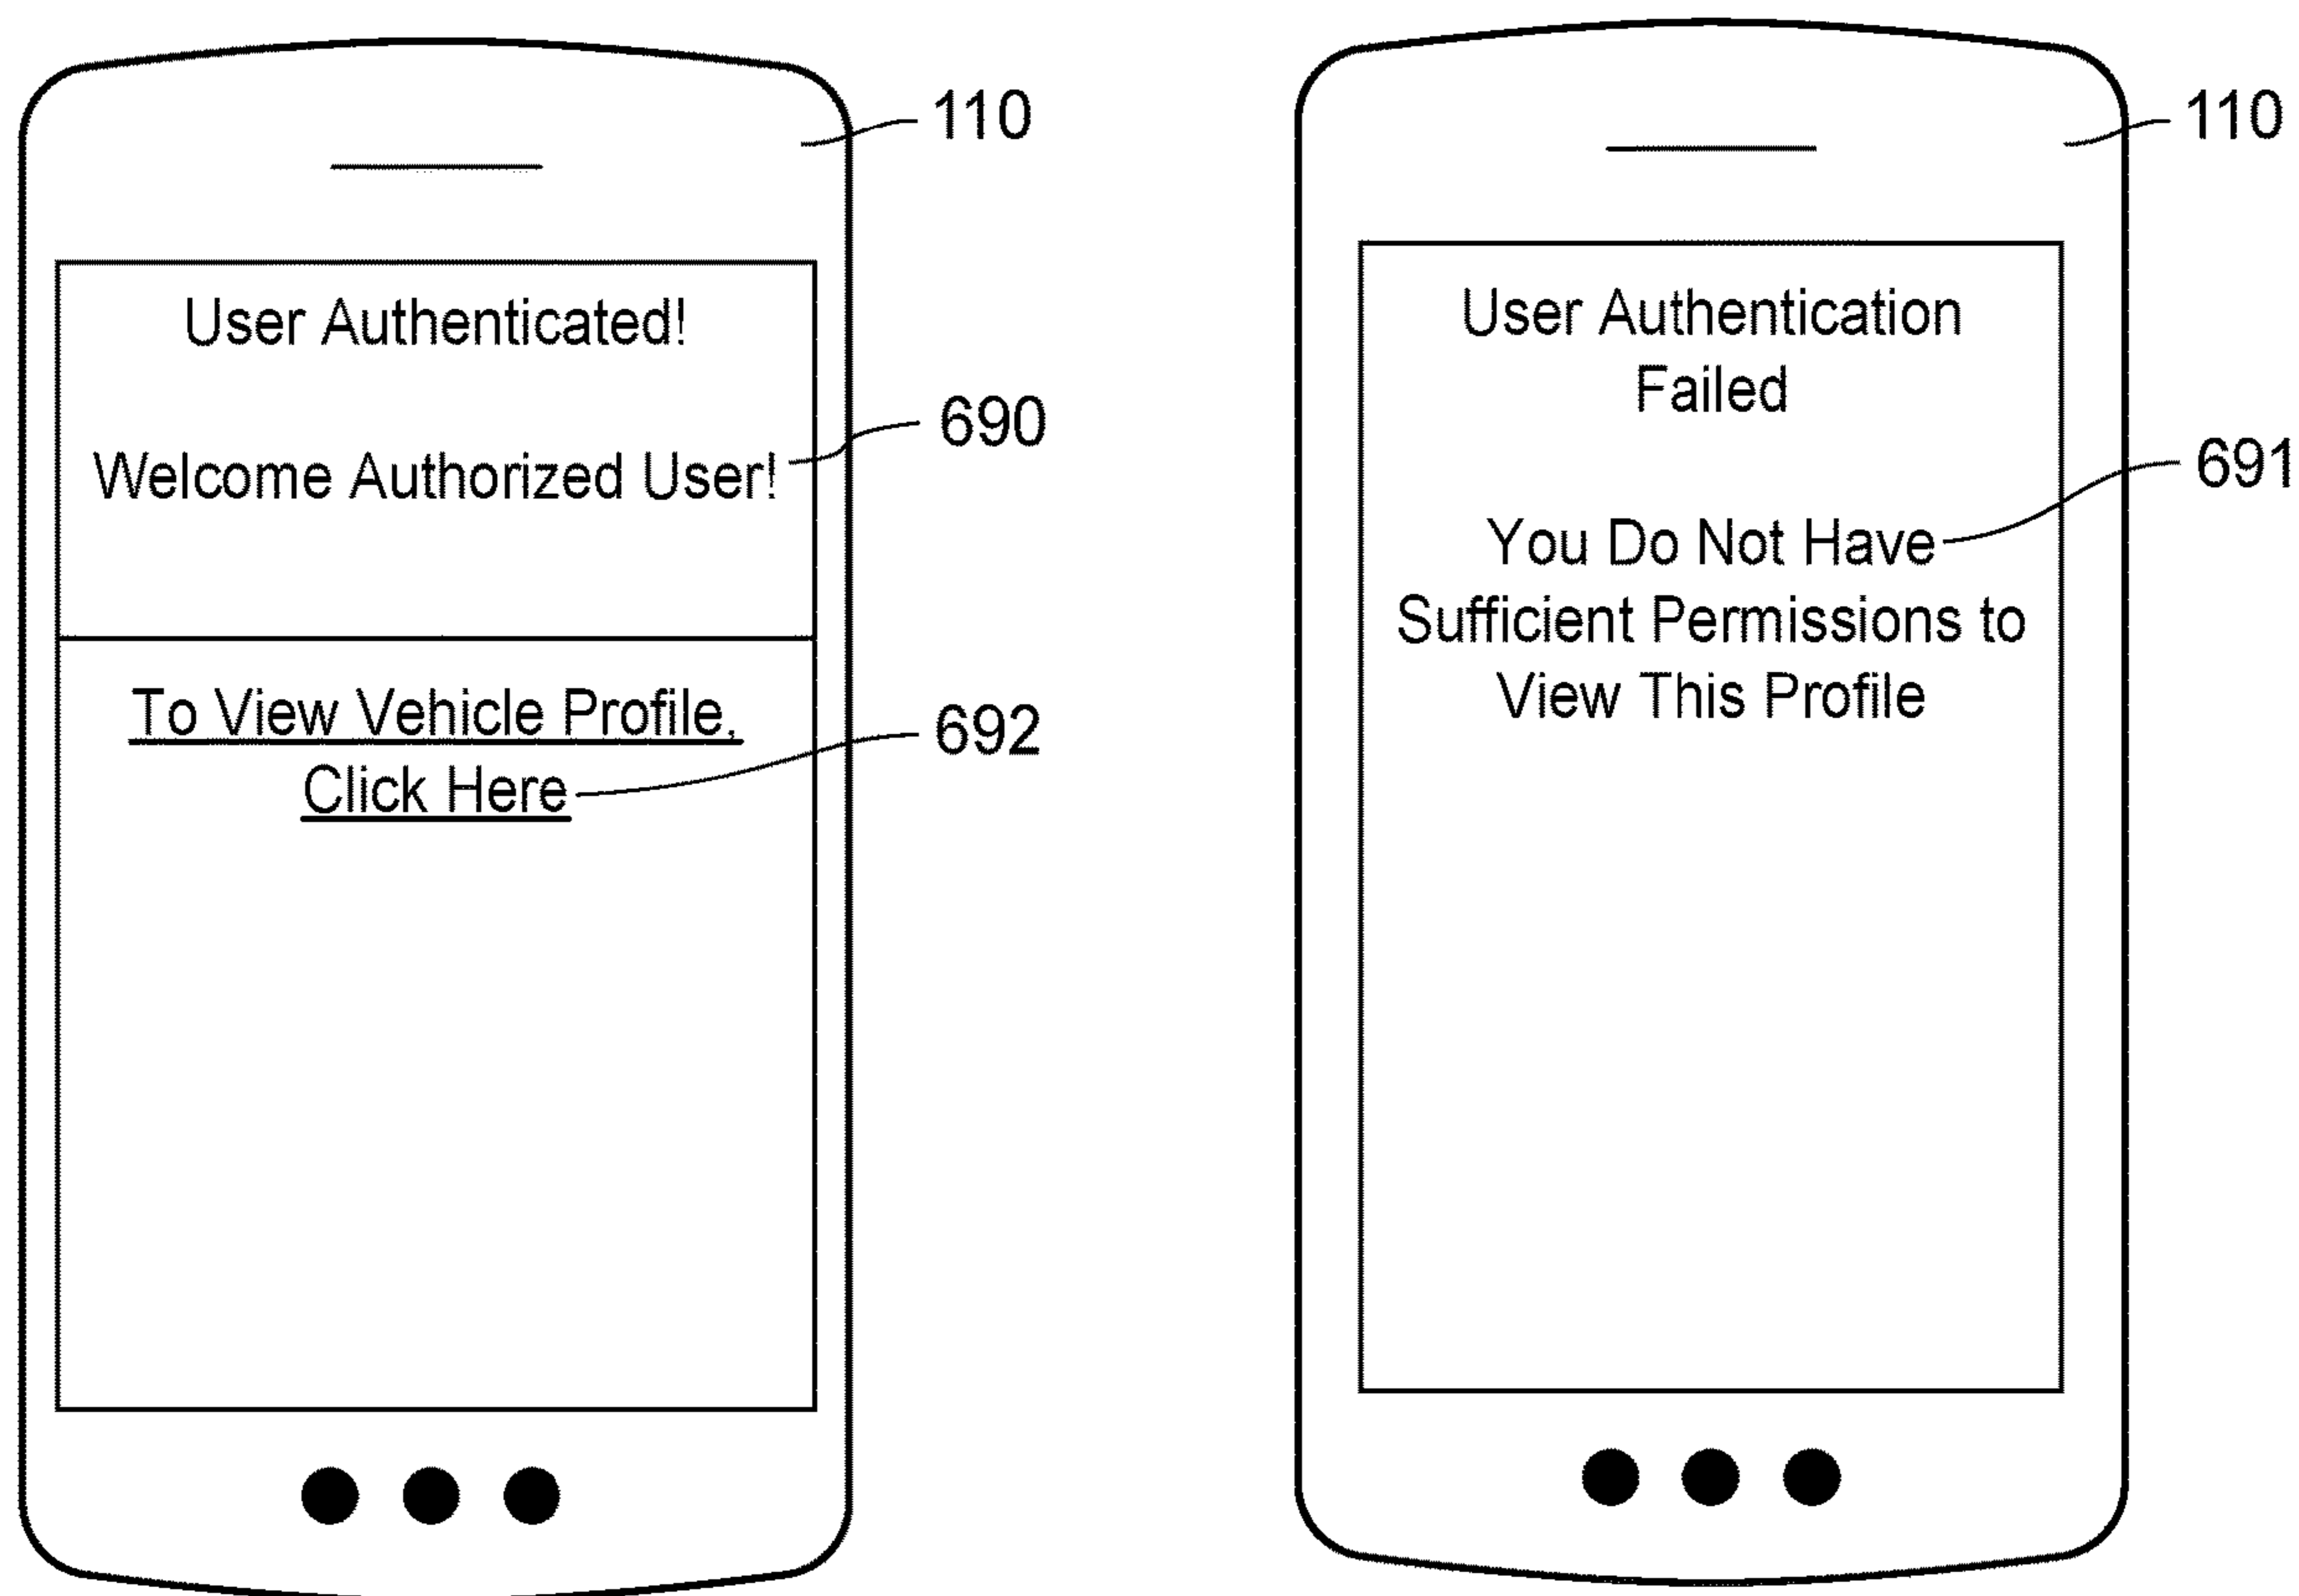 110
User Authenticated!
Welcome Authorized User!
690
To View Vehicle Profile,
Click Here
692
110
User Authentication
Failed
You Do Not Have
691
Sufficient Permissions to
View This Profile